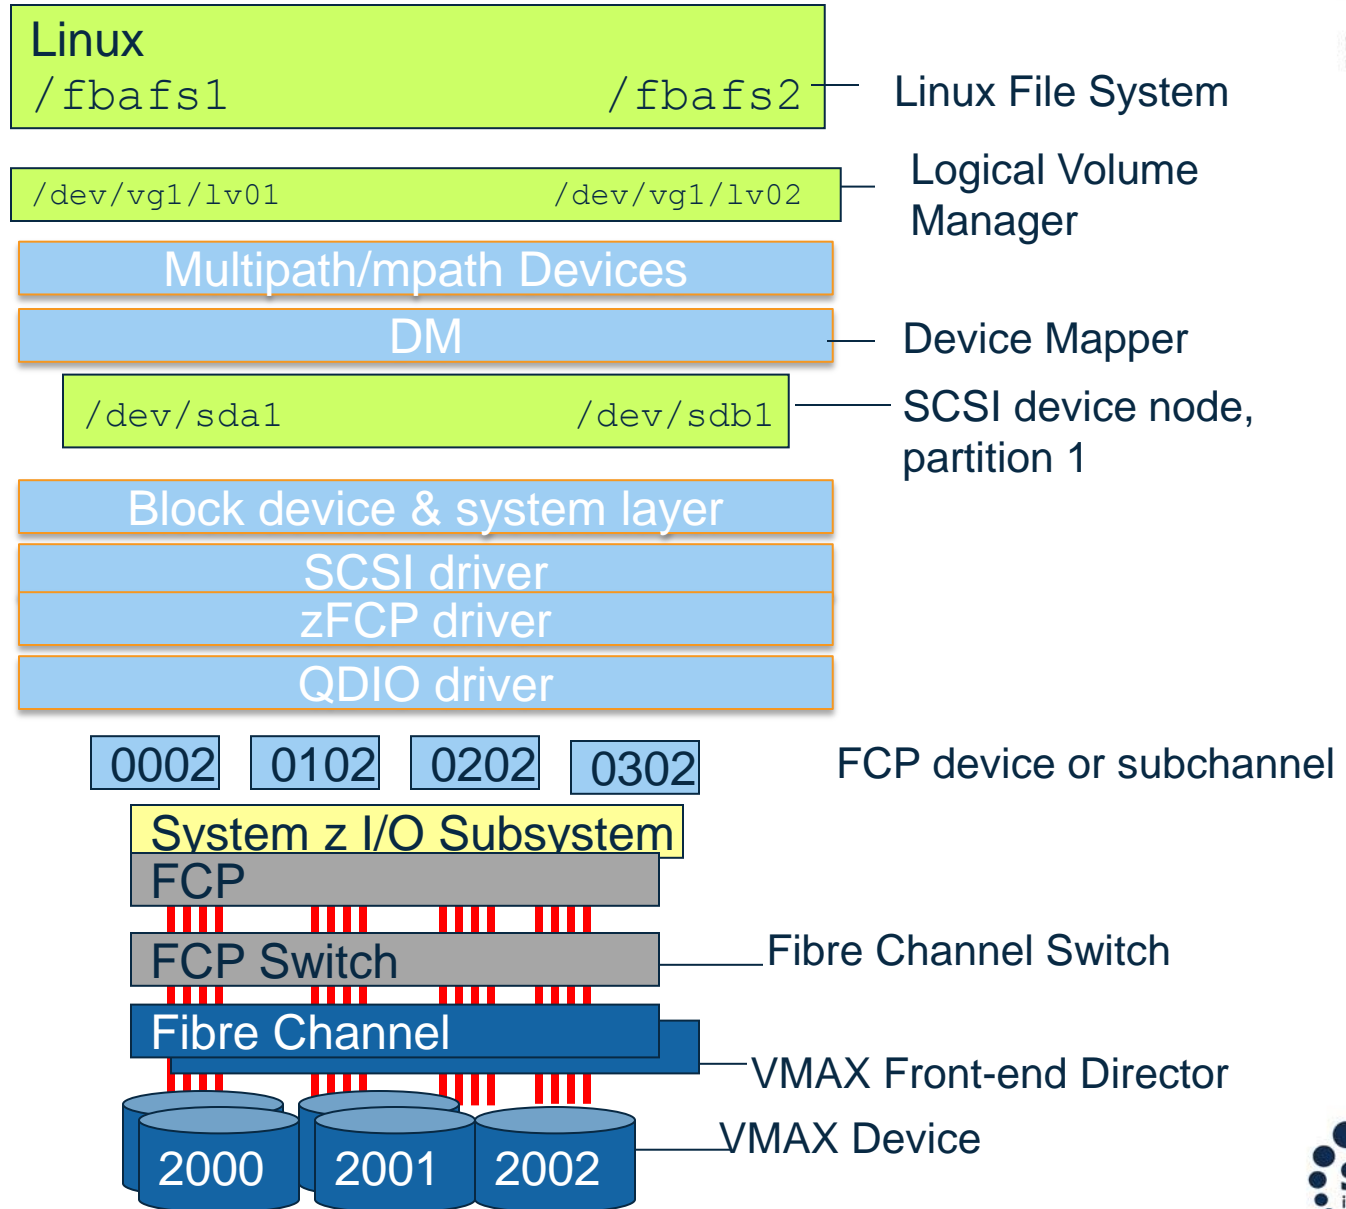 Linux
/fbafs1 /fbafs2
Linux File System
/dev/vg1/lv01 /dev/vg1/lv02
Logical Volume
Manager
Multipath/mpath Devices
DM
Device Mapper
/dev/sda1 /dev/sdb1
SCSI device node,
partition 1
Block device & system layer
SCSI driver
zFCP driver
QDIO driver
0002 0102 0202 0302
FCP device or subchannel
System z I/O Subsystem
FCP
FCP Switch
Fibre Channel Switch
Fibre Channel
VMAX Front-end Director
VMAX Device
2000 2001 2002